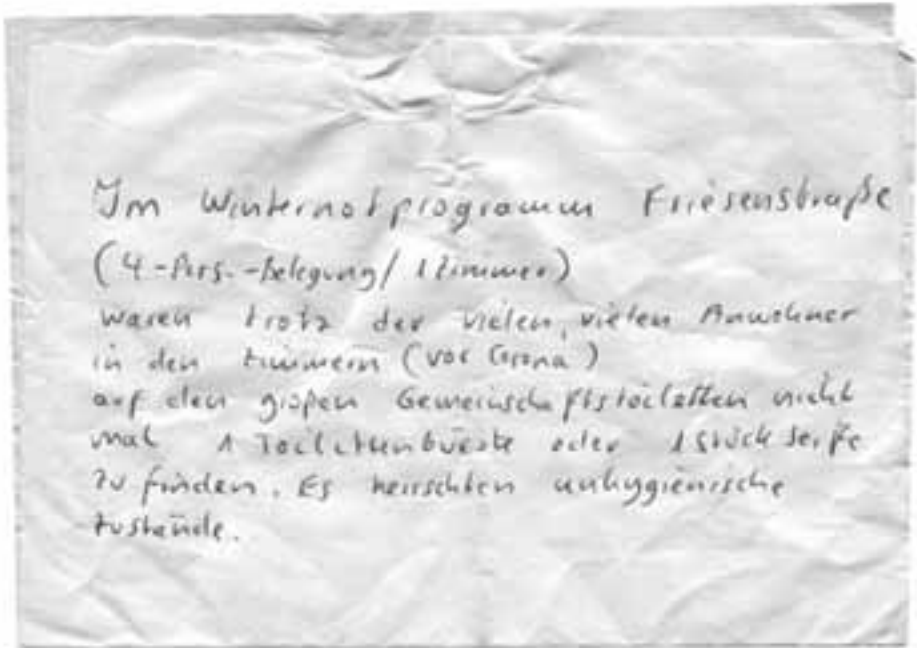 Im Winternotprogramm Friesenstraße
(4-Pers.-Belegung/1 Zimmer)
waren trotz der vielen, vielen Anwohner
in den Zimmern (vor Corona)
auf den großen Gemeinschaftstoiletten nicht
mal 1 Toilettenbürste oder 1 Stück Seife
zu finden. Es herrschten unhygienische
Zustände.